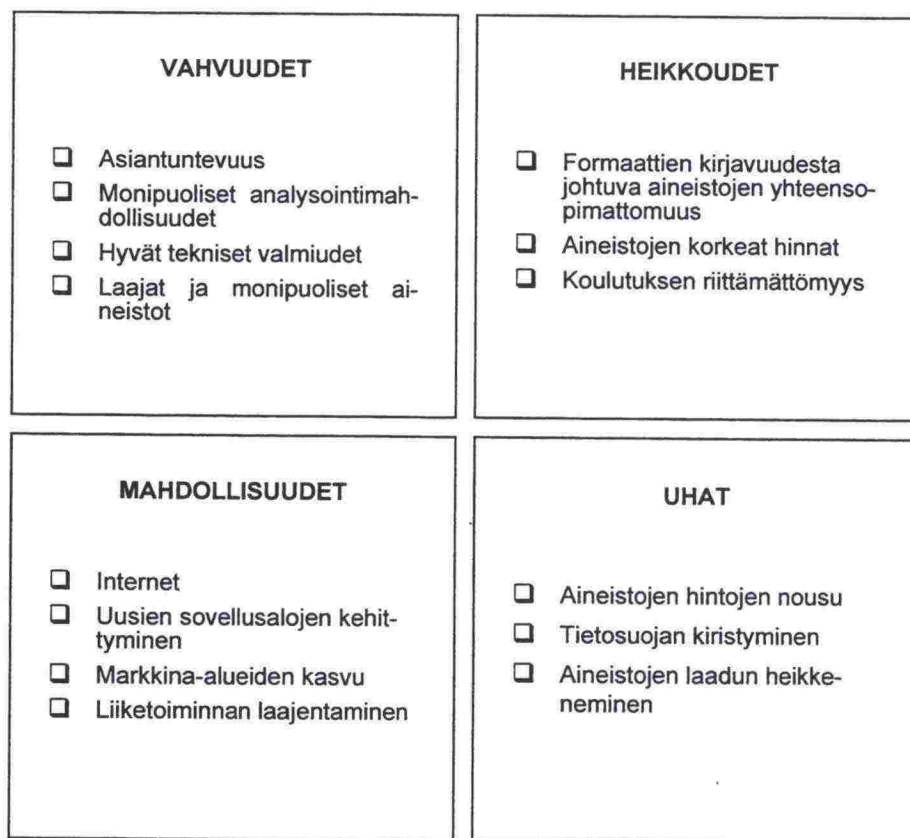 VAHVUUDET
❑ Asiantuntevuus
❑ Monipuoliset analysointimah-
dollisuudet
❑ Hyvät tekniset valmiudet
❑ Laajat ja monipuoliset ai-
neistot
HEIKKOUDET
❑ Formaattien kirjavuudesta
johtuva aineistojen yhteenso-
pimattomuus
❑ Aineistojen korkeat hinnat
❑ Koulutuksen riittämättömyys
MAHDOLLISUUDET
❑ Internet
❑ Uusien sovellusalojen kehit-
tyminen
❑ Markkina-alueiden kasvu
❑ Liiketoiminnan laajentaminen
UHAT
❑ Aineistojen hintojen nousu
❑ Tietosuojan kiristyminen
❑ Aineistojen laadun heikke-
neminen